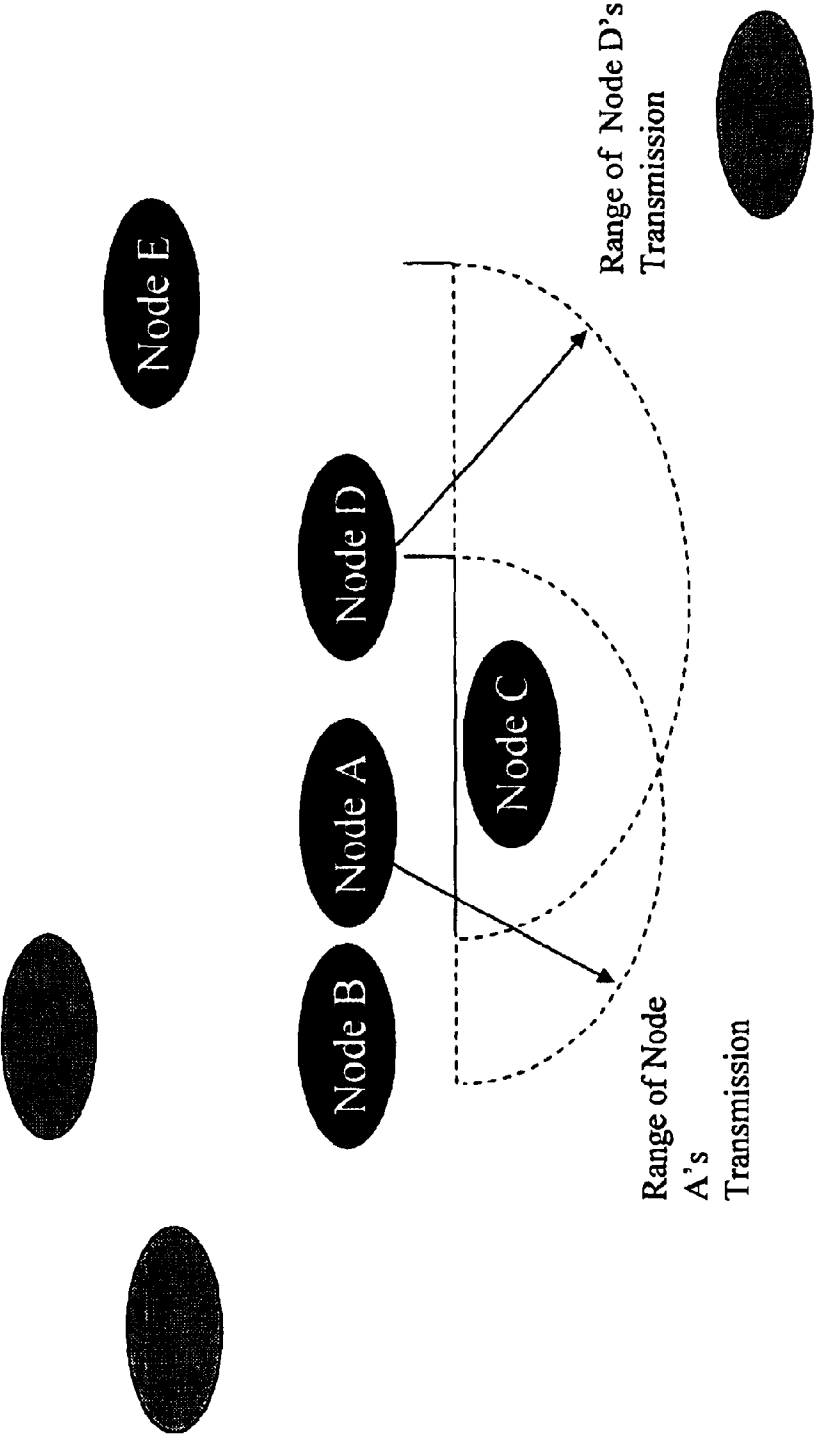 Node E
Node B
Node A
Node D
Node C
Range of Node D's
Transmission
Range of Node
A's
Transmission